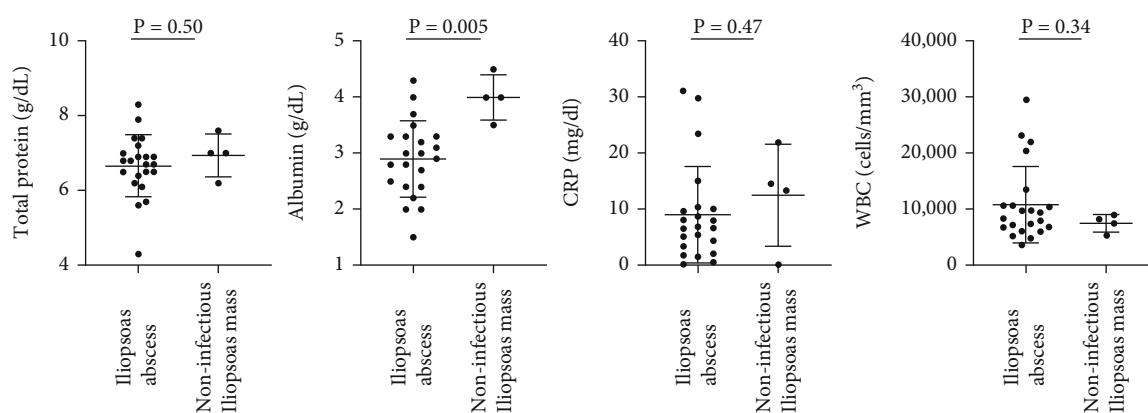 P = 0.50
Total protein (g/dL)
10
8
6
4
Iliopsoas
abscess
Non-infectious
Iliopsoas mass
P = 0.005
Albumin (g/dL)
5
4
3
2
1
Iliopsoas
abscess
Non-infectious
Iliopsoas mass
P = 0.47
CRP (mg/dl)
40
30
20
10
0
Iliopsoas
abscess
Non-infectious
Iliopsoas mass
P = 0.34
WBC (cells/mm³)
40,000
30,000
20,000
10,000
0
Iliopsoas
abscess
Non-infectious
Iliopsoas mass